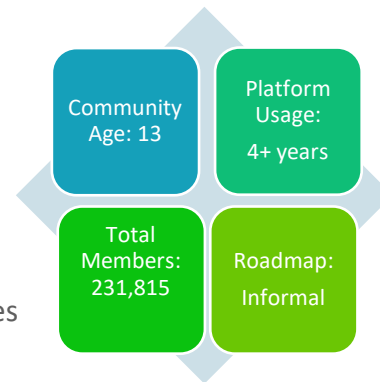 Community
Age: 13
Platform
Usage:
4+ years
Total
Members:
231,815
Roadmap:
Informal